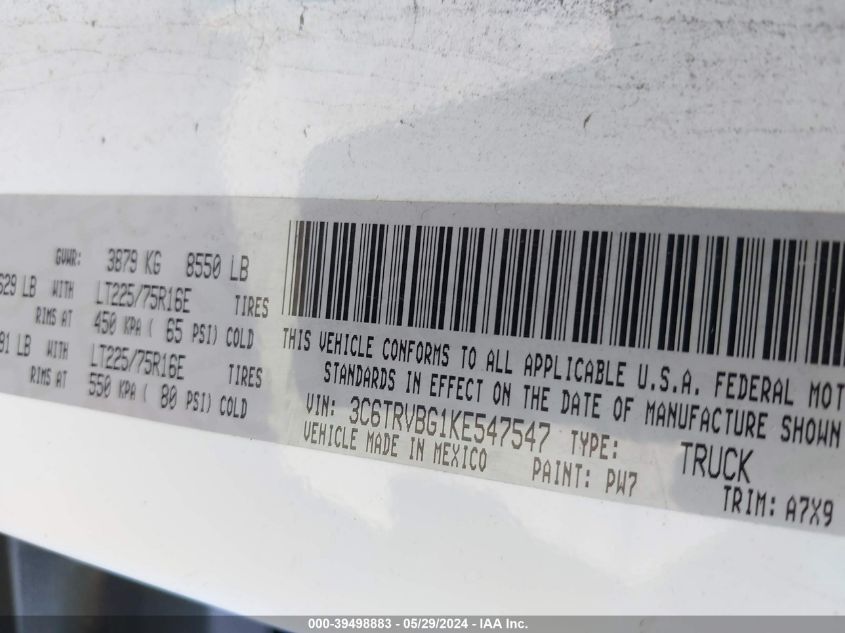 GVWR: 3879 KG 8550 LB
629 LB WITH LT225/75R16E TIRES
RIMS AT 450 KPA ( 65 PSI) COLD
91 LB WITH LT225/75R16E TIRES
RIMS AT 550 KPA ( 80 PSI) COLD
THIS VEHICLE CONFORMS TO ALL APPLICABLE U.S.A. FEDERAL MOT
STANDARDS IN EFFECT ON THE DATE OF MANUFACTURE SHOWN
VIN: 3C6TRVBG1KE547547 TYPE: TRUCK
VEHICLE MADE IN MEXICO PAINT: PW7 TRIM: A7X9
000-39498883 - 05/29/2024 - IAA Inc.